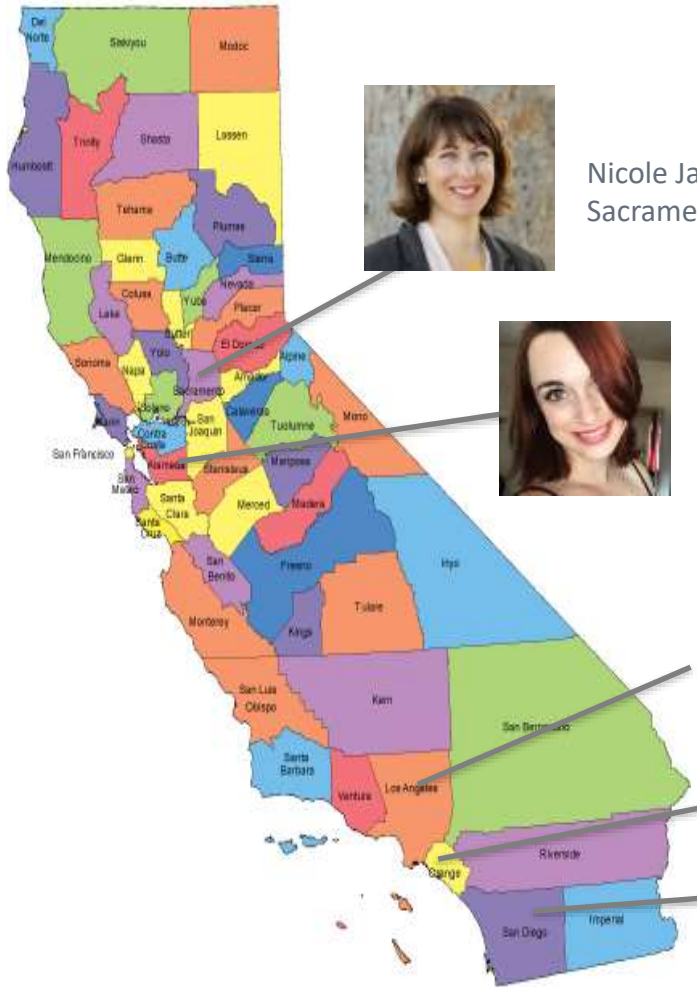 Del
Norte
Siskiyou
Modoc
Humboldt
Trinity
Shasta
Lassen
Tehama
Plumas
Mendocino
Glenn
Butte
Sierra
Nicole Ja
Sacrame
Lake
Colusa
Yuba
Nevada
Placer
Sutter
Sonoma
Napa
Yolo
El Dorado
Alpine
Sacramento
Amador
Marin
Solano
Contra
Costa
San
Joaquin
Calaveras
Tuolumne
Mono
San Francisco
Alameda
Stanislaus
Mariposa
San
Mateo
Santa
Clara
Merced
Madera
Santa
Cruz
San
Benito
Fresno
Inyo
Monterey
Kings
Tulare
San Luis
Obispo
Kern
San Bernardino
Santa
Barbara
Ventura
Los Angeles
Orange
Riverside
San Diego
Imperial